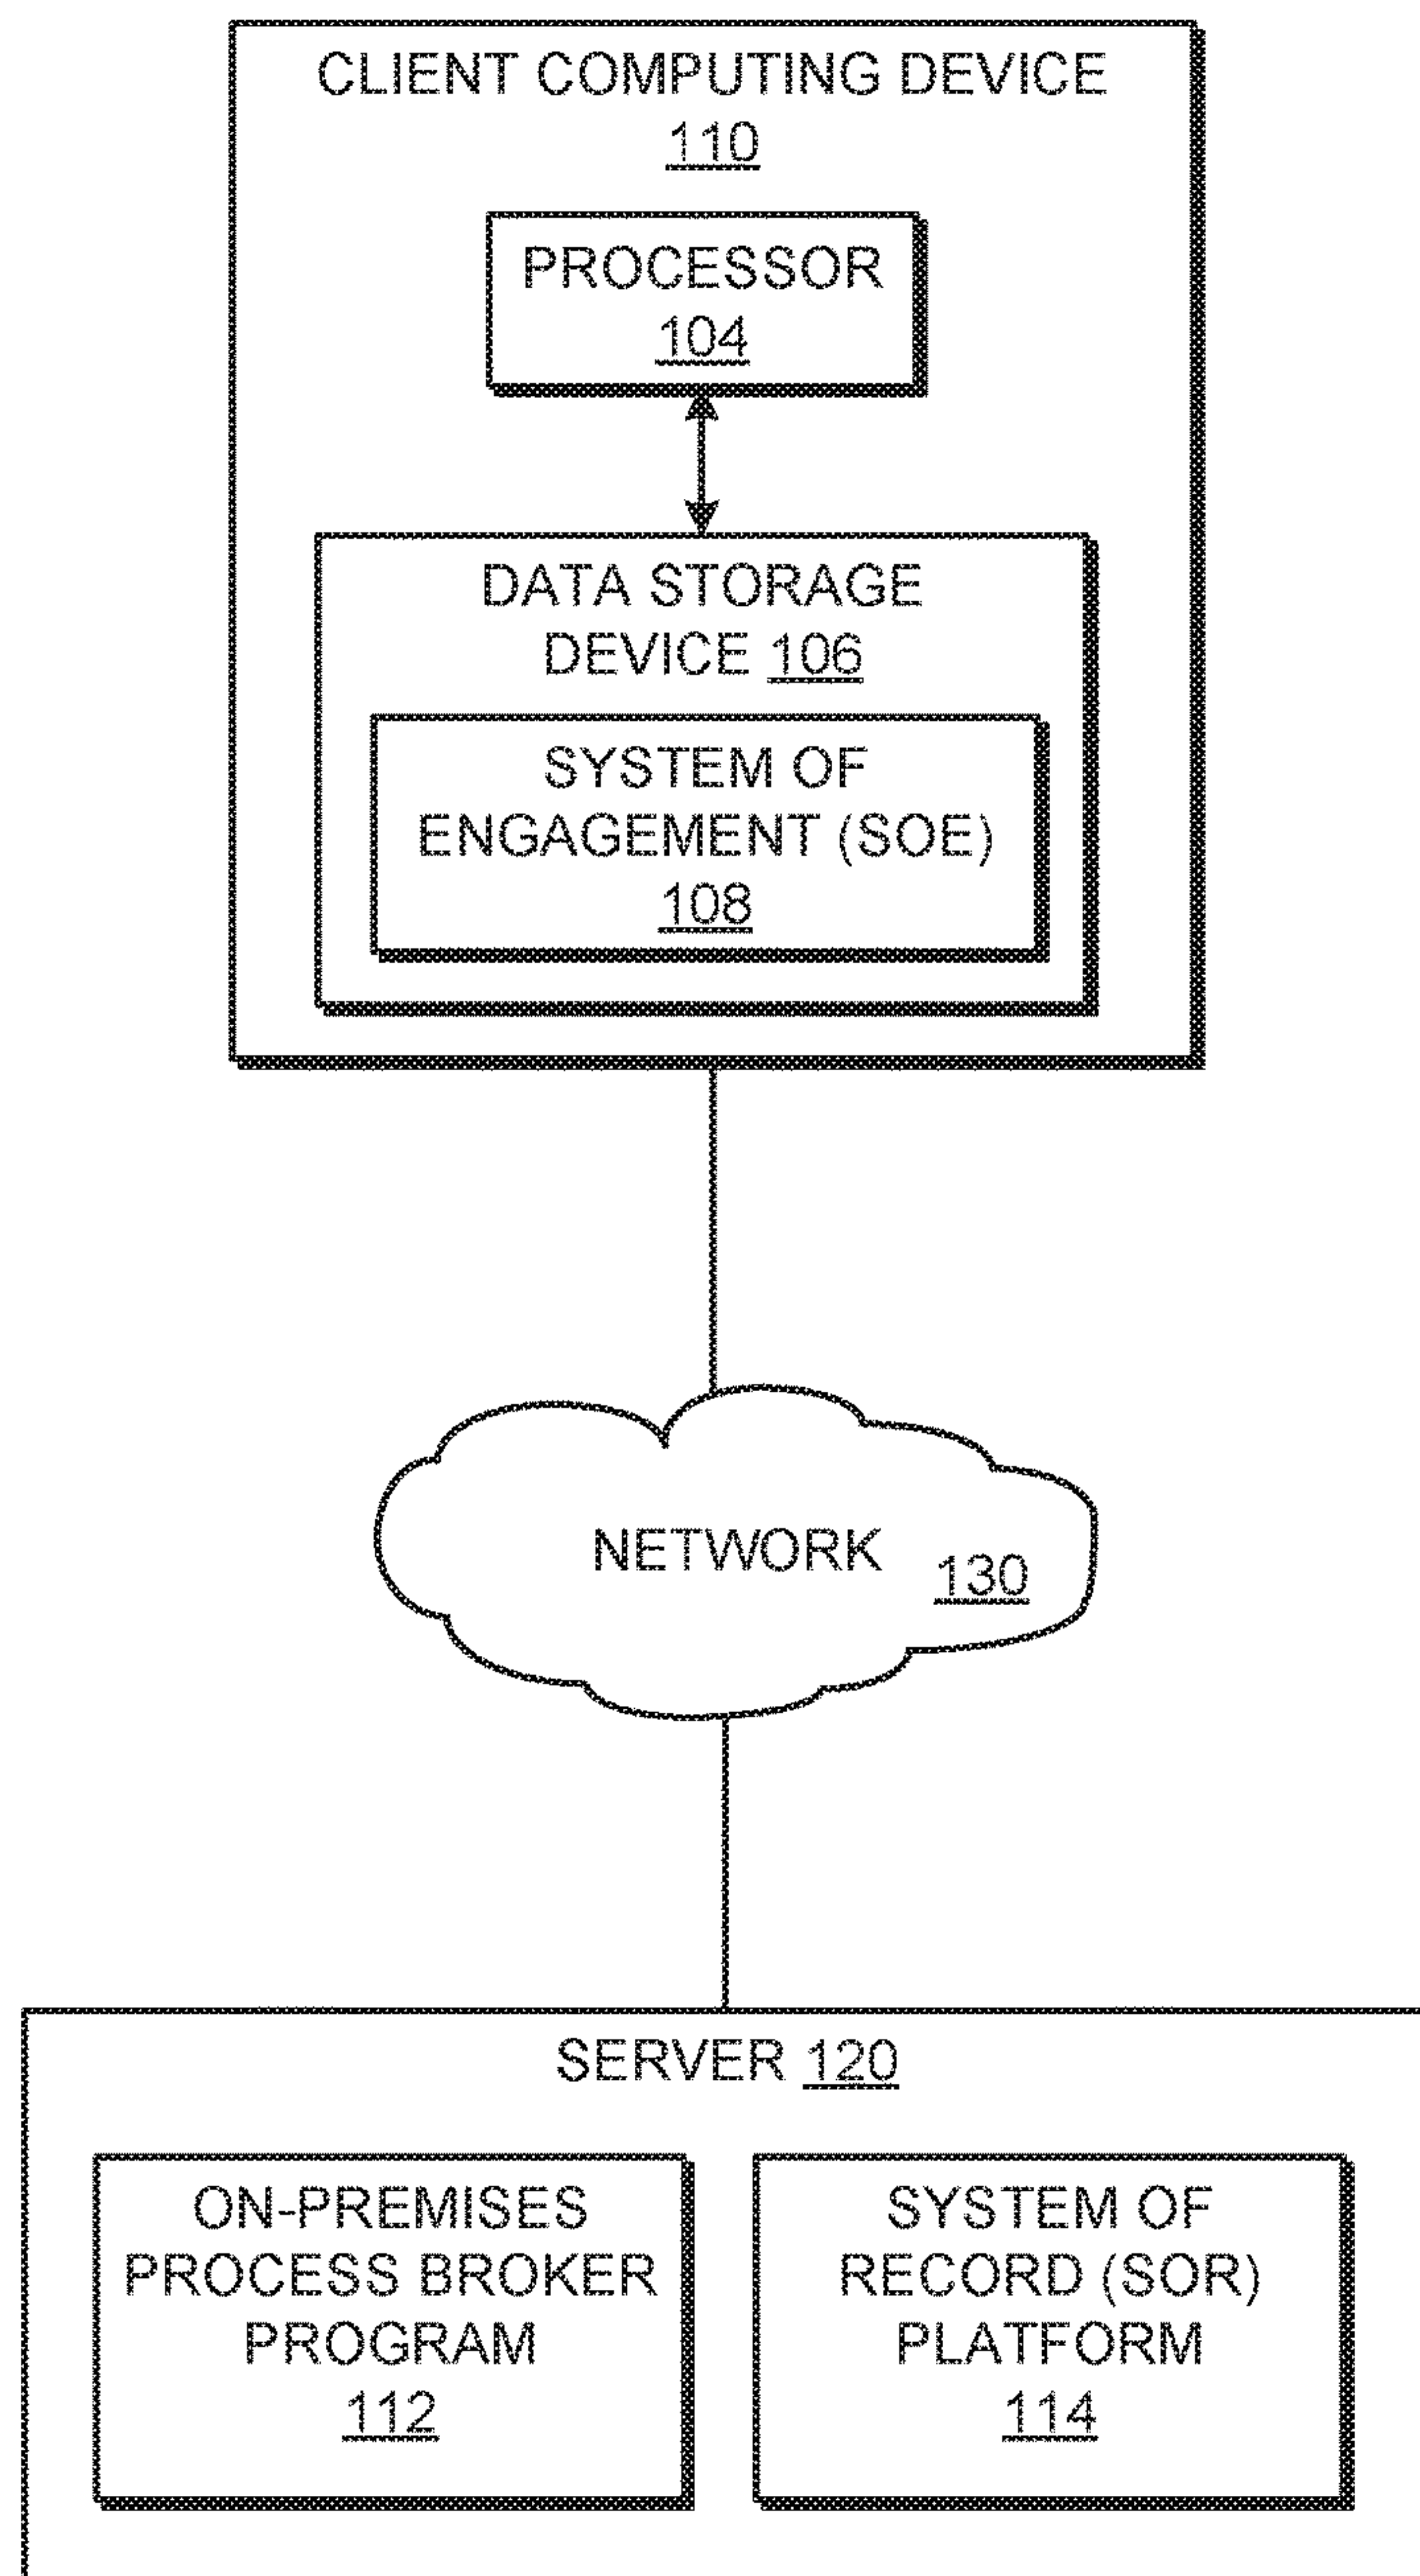 CLIENT COMPUTING DEVICE
110
PROCESSOR
104
DATA STORAGE
DEVICE 106
SYSTEM OF
ENGAGEMENT (SOE)
108
NETWORK
130
SERVER 120
ON-PREMISES
PROCESS BROKER
PROGRAM
112
SYSTEM OF
RECORD (SOR)
PLATFORM
114